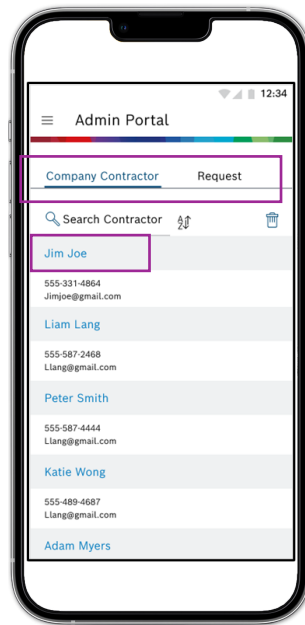 12:34
Admin Portal
Company Contractor Request
Search Contractor
Jim Joe
555-331-4864
Jimjoe@gmail.com
Liam Lang
555-587-2468
Llang@gmail.com
Peter Smith
555-587-4444
Llang@gmail.com
Katie Wong
555-489-4687
Llang@gmail.com
Adam Myers